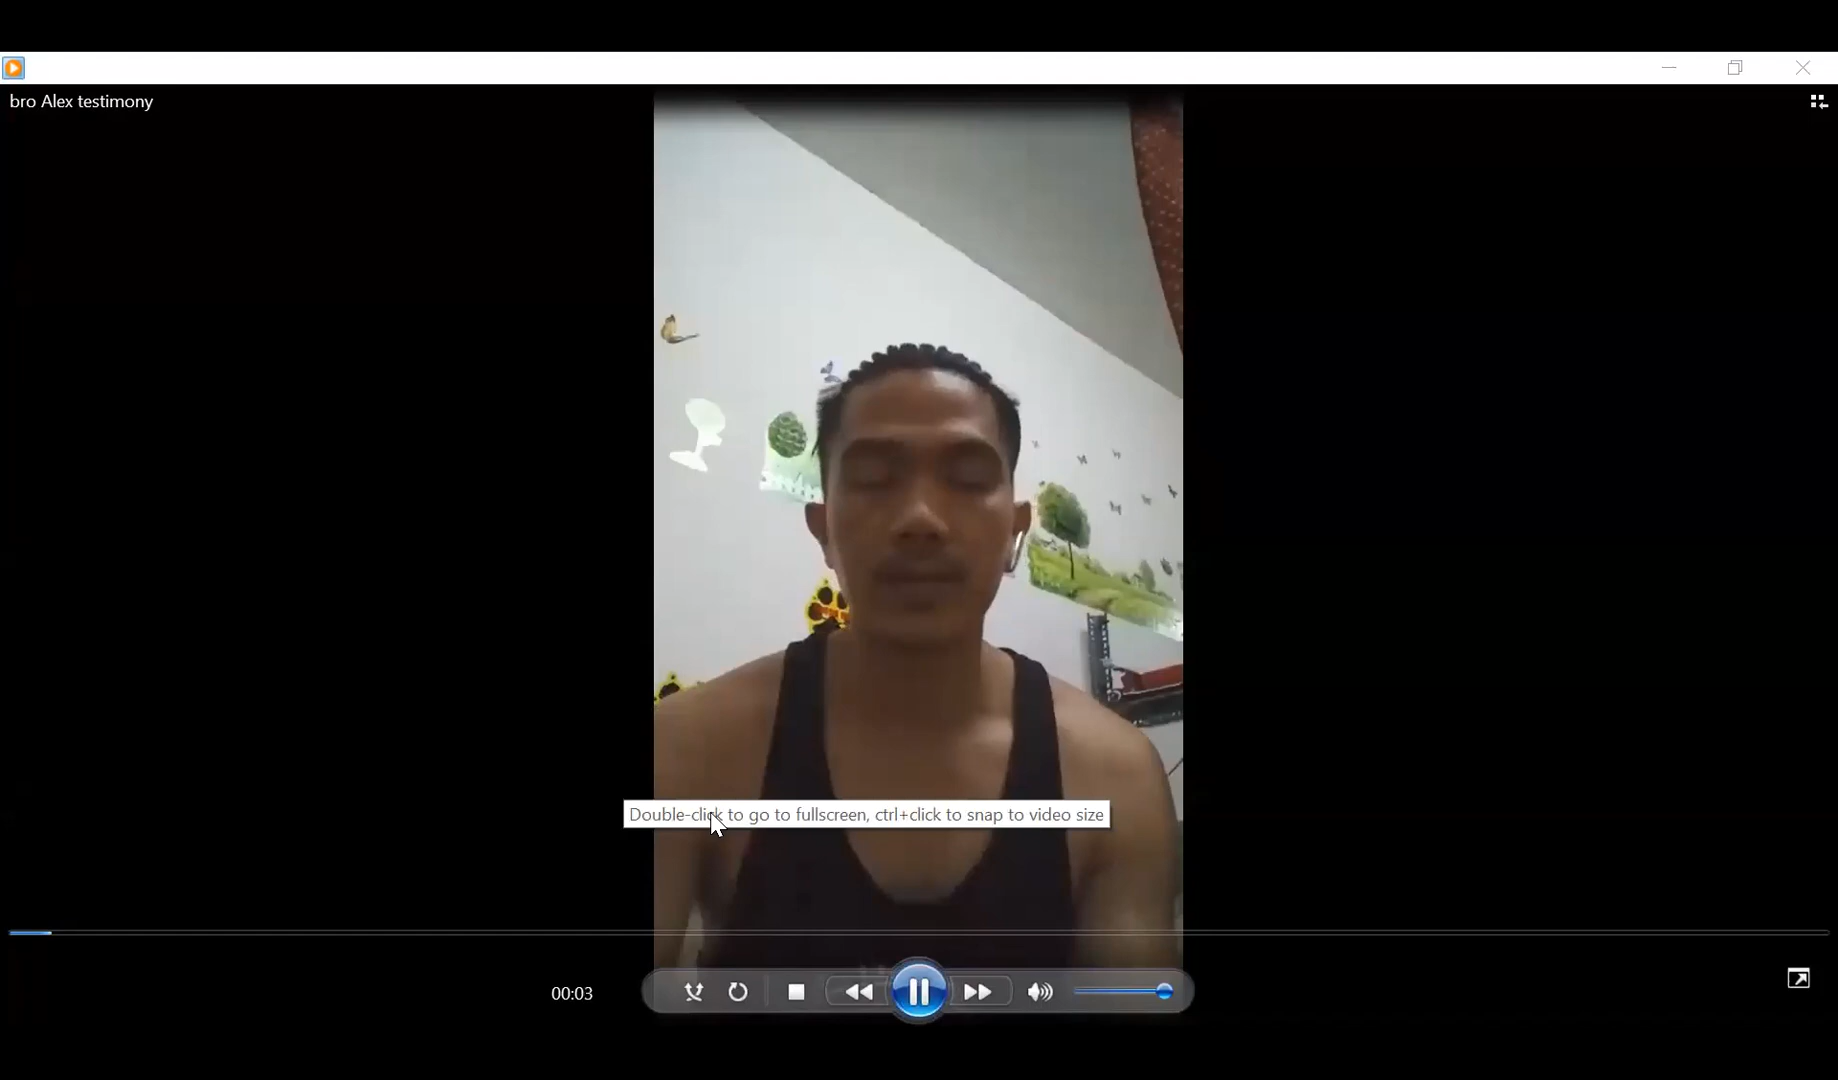 bro Alex testimony
Double-click to go to fullscreen, ctrl+click to snap to video size
00:03